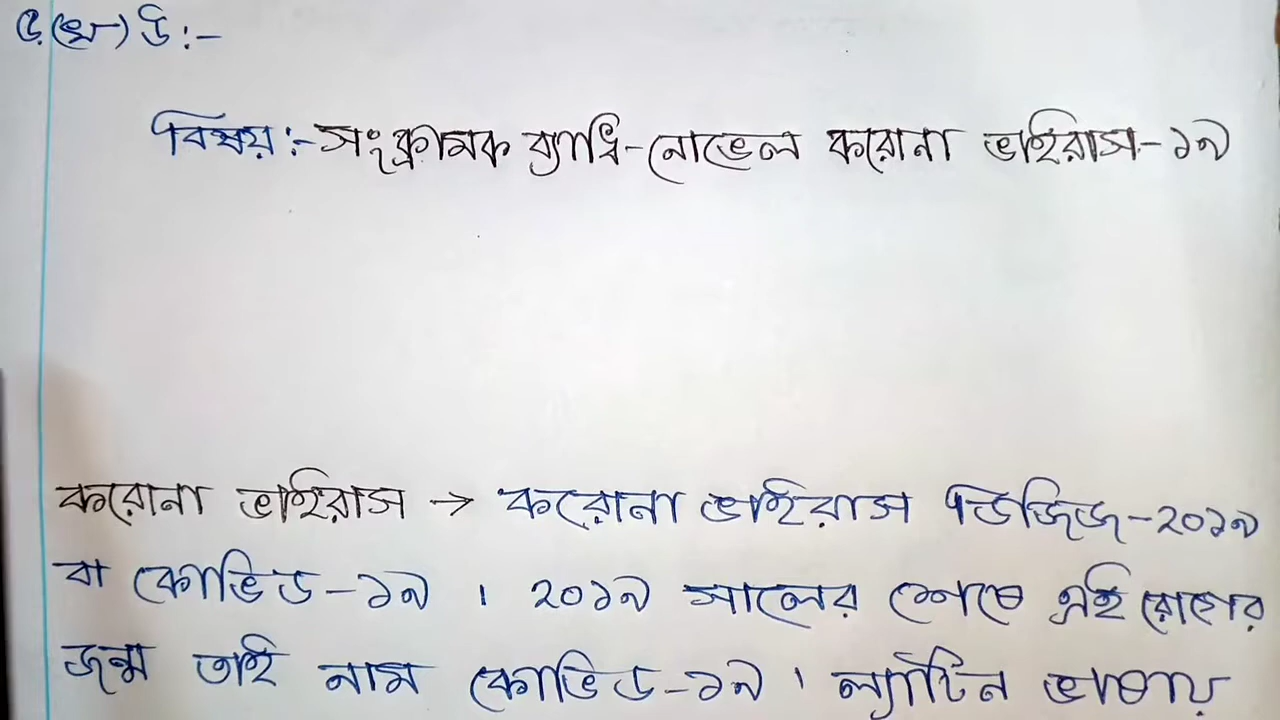 ৫.(খ) উ:-
বিষয়:- সংক্রামক ব্যাধি-নোভেল করোনা ভাইরাস-১৯
করোনা ভাইরাস → করোনা ভাইরাস ডিজিজ-২০১৯
বা কোভিড-১৯ । ২০১৯ সালের শেষে এই রোগের
জন্ম তাই নাম কোভিড-১৯ । ল্যাটিন ভাষায়